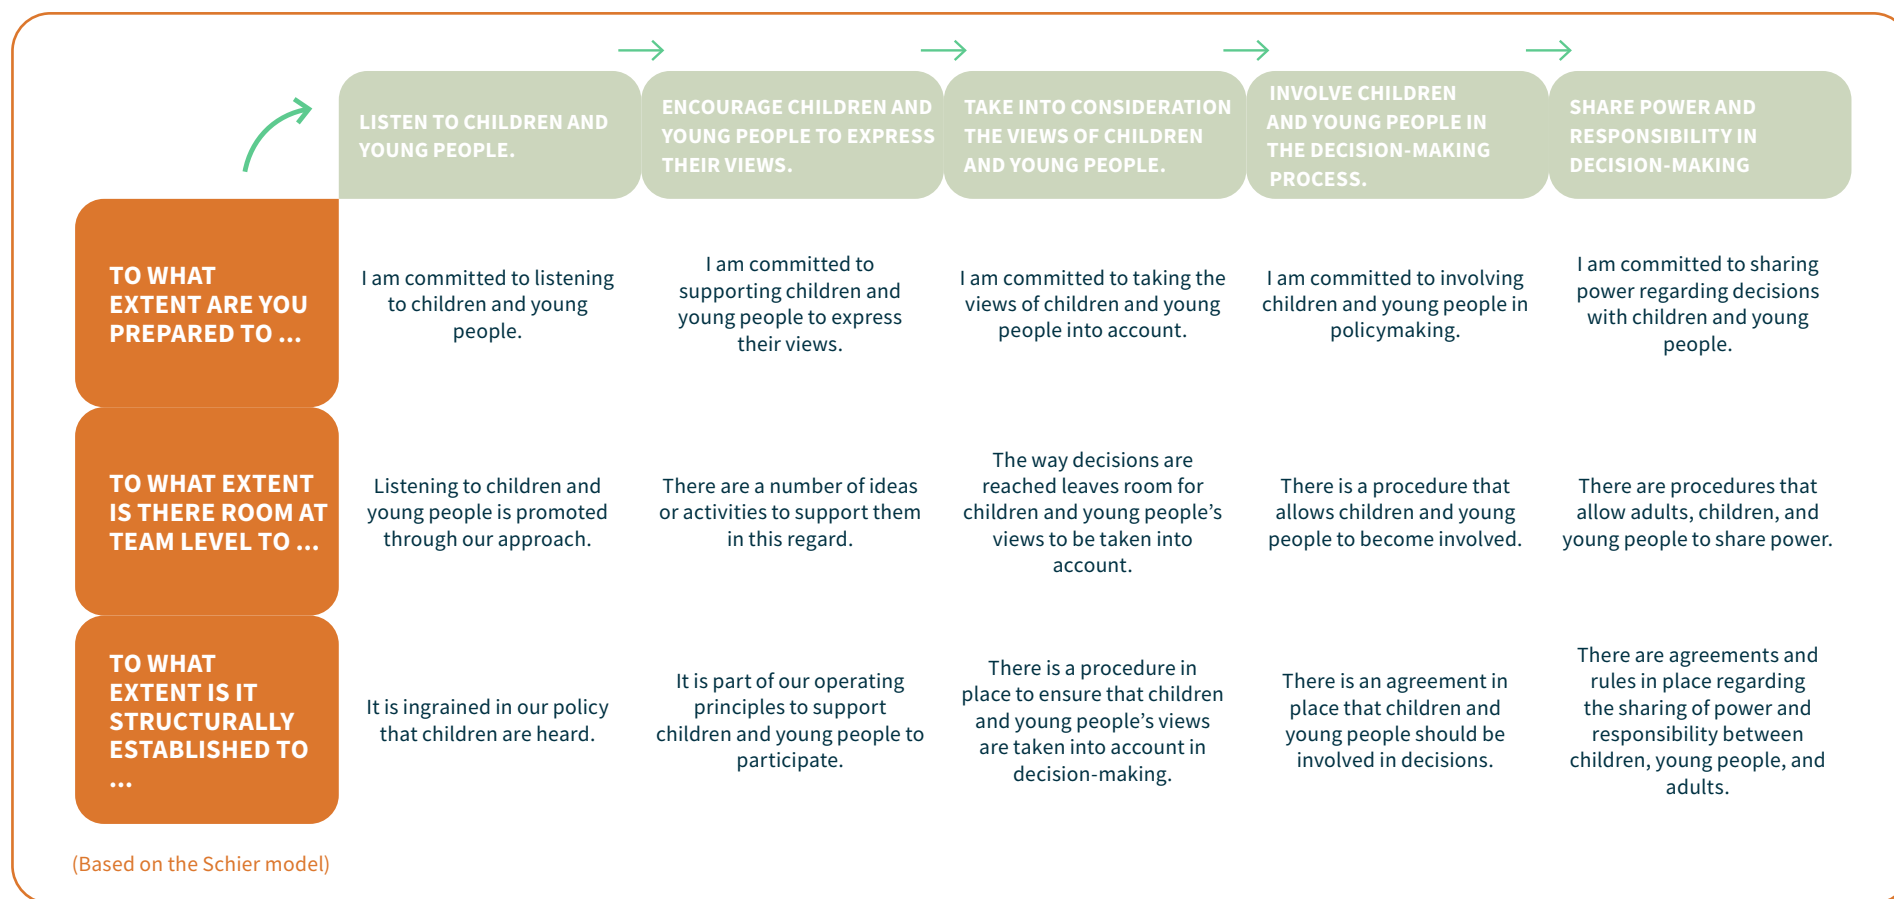 LISTEN TO CHILDREN AND
YOUNG PEOPLE.
ENCOURAGE CHILDREN AND
YOUNG PEOPLE TO EXPRESS
THEIR VIEWS.
TAKE INTO CONSIDERATION
THE VIEWS OF CHILDREN
AND YOUNG PEOPLE.
INVOLVE CHILDREN
AND YOUNG PEOPLE IN
THE DECISION-MAKING
PROCESS.
SHARE POWER AND
RESPONSIBILITY IN
DECISION-MAKING
TO WHAT
EXTENT ARE YOU
PREPARED TO ...
I am committed to listening
to children and young
people.
I am committed to
supporting children and
young people to express
their views.
I am committed to taking the
views of children and young
people into account.
I am committed to involving
children and young people in
policymaking.
I am committed to sharing
power regarding decisions
with children and young
people.
TO WHAT EXTENT
IS THERE ROOM AT
TEAM LEVEL TO ...
Listening to children and
young people is promoted
through our approach.
There are a number of ideas
or activities to support them
in this regard.
The way decisions are
reached leaves room for
children and young people’s
views to be taken into
account.
There is a procedure that
allows children and young
people to become involved.
There are procedures that
allow adults, children, and
young people to share power.
TO WHAT
EXTENT IS IT
STRUCTURALLY
ESTABLISHED TO
...
It is ingrained in our policy
that children are heard.
It is part of our operating
principles to support
children and young people to
participate.
There is a procedure in
place to ensure that children
and young people’s views
are taken into account in
decision-making.
There is an agreement in
place that children and
young people should be
involved in decisions.
There are agreements and
rules in place regarding
the sharing of power and
responsibility between
children, young people, and
adults.
(Based on the Schier model)